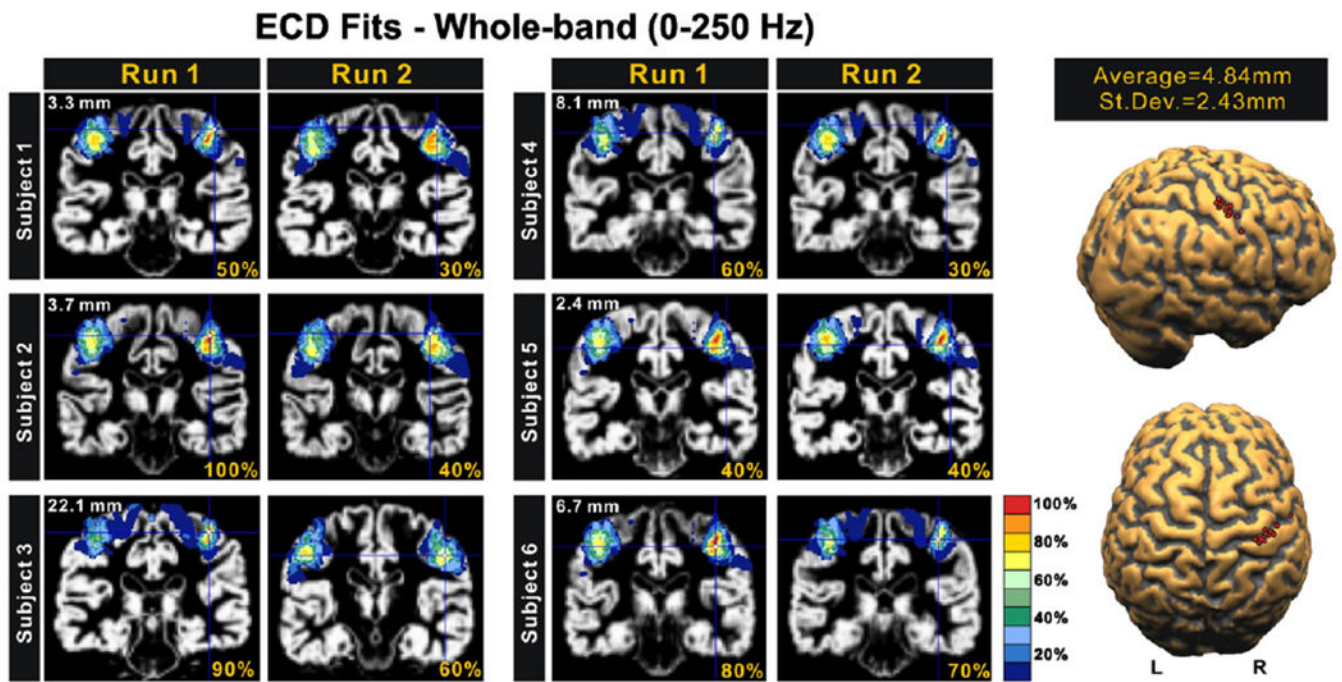 ECD Fits - Whole-band (0-250 Hz)
Run 1
Run 2
Run 1
Run 2
Average=4.84mm
St.Dev.=2.43mm
Subject 1
3.3 mm
50%
30%
Subject 4
8.1 mm
60%
30%
Subject 2
3.7 mm
100%
40%
Subject 5
2.4 mm
40%
40%
Subject 3
22.1 mm
90%
60%
Subject 6
6.7 mm
80%
70%
100%
80%
60%
40%
20%
L
R